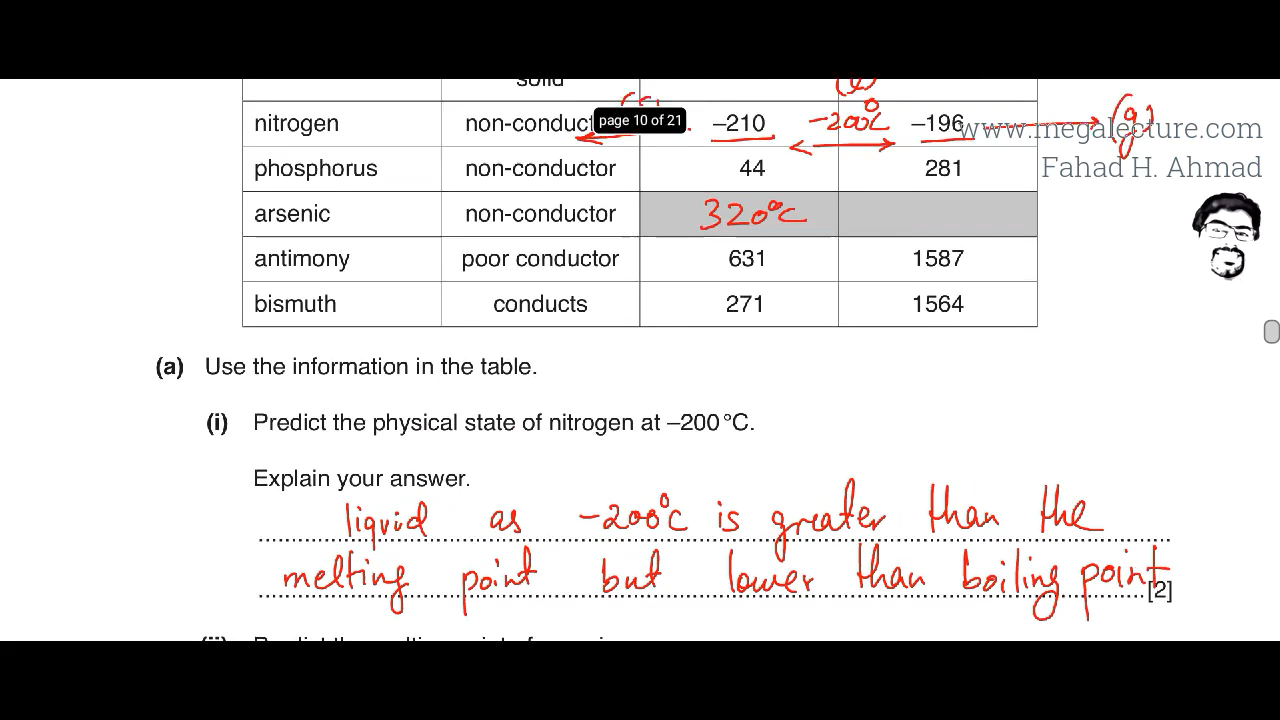 solid
(l)
nitrogen non-conduct -210 -200°C -196 (g)
page 10 of 21
www.megalecture.com
phosphorus non-conductor 44 281
Fahad H. Ahmad
arsenic non-conductor 320°C
antimony poor conductor 631 1587
bismuth conducts 271 1564
(a) Use the information in the table.
(i) Predict the physical state of nitrogen at –200 °C.
Explain your answer.
liquid as -200°C is greater than the
melting point but lower than boiling point
[2]